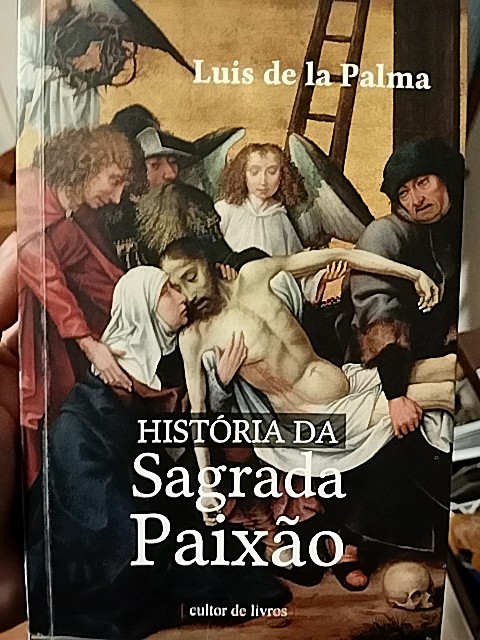 Luis de la Palma
HISTÓRIA DA
Sagrada
Paixão
cultor de livros